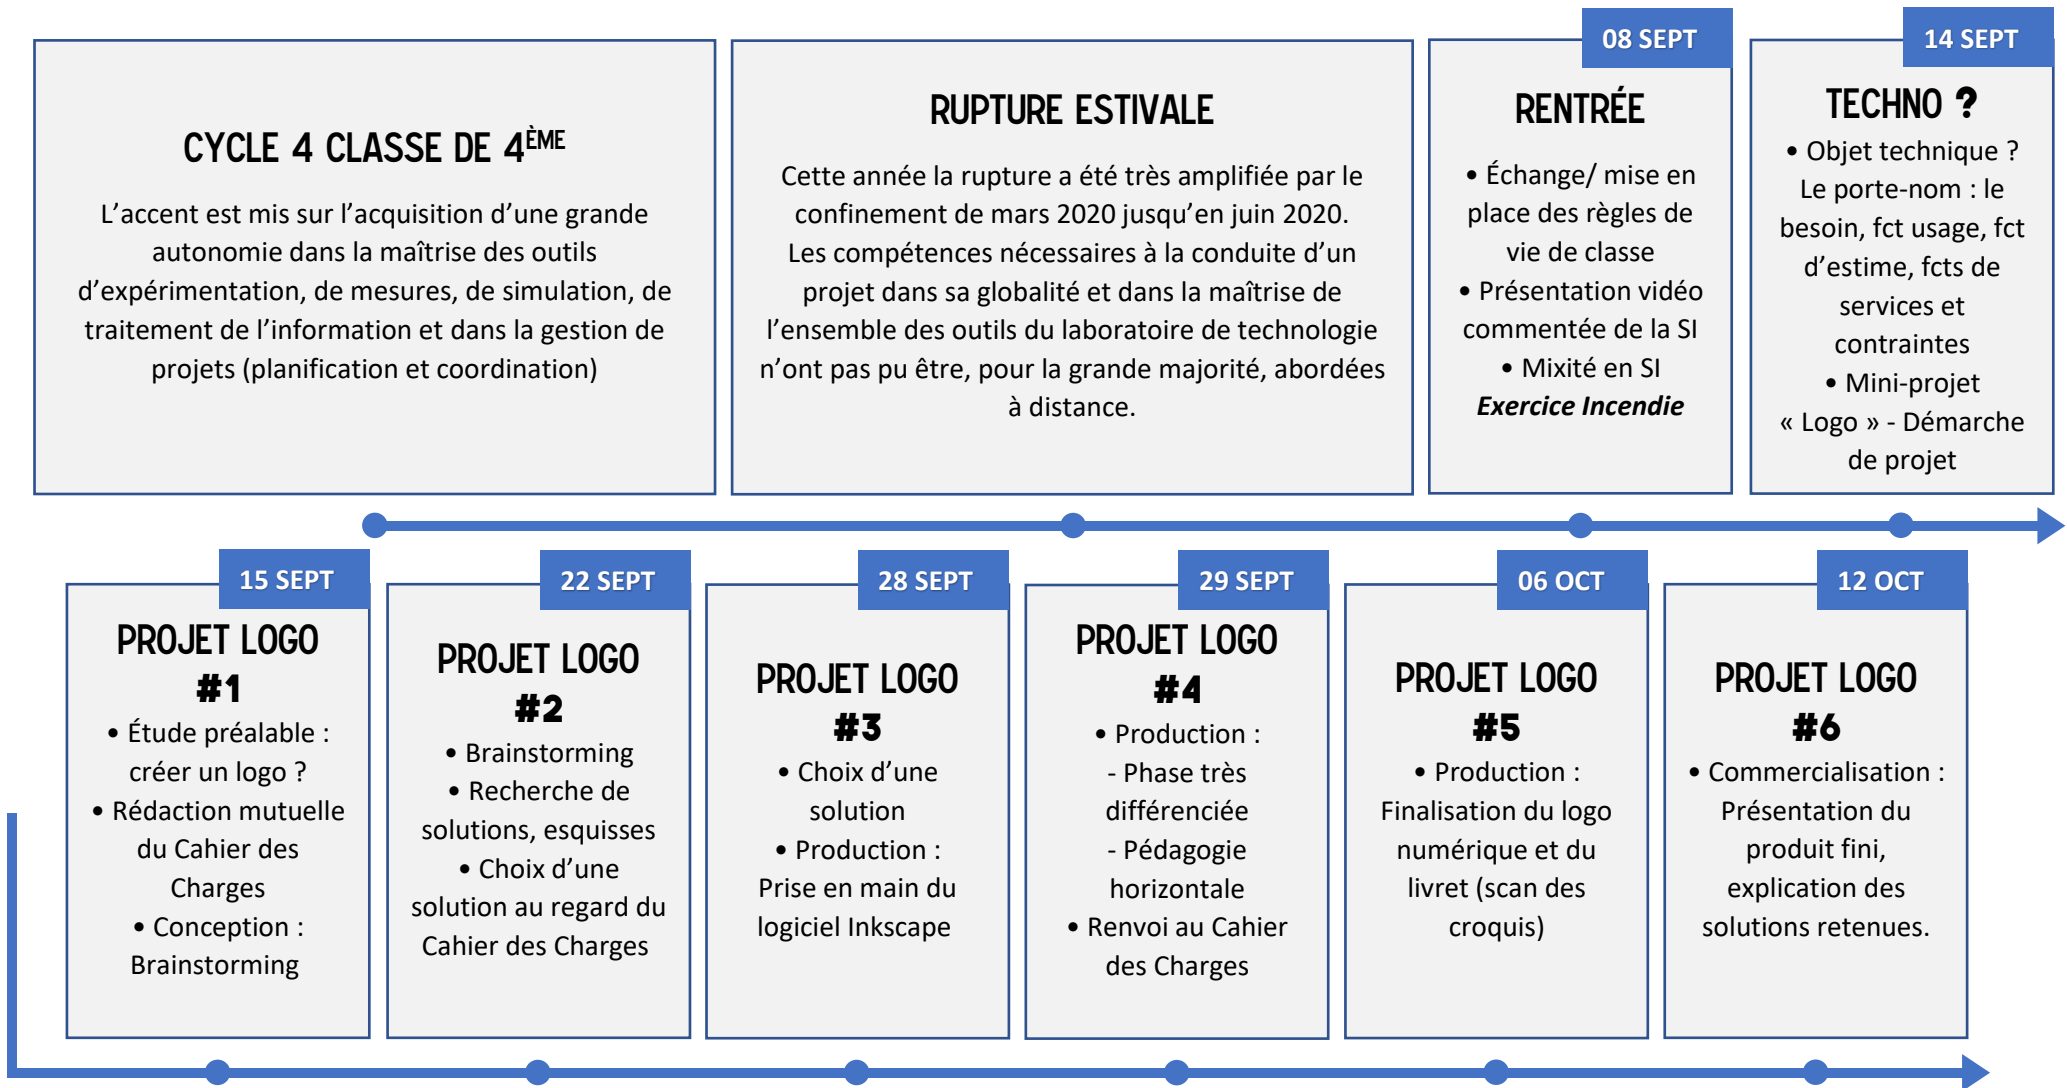 CYCLE 4 CLASSE DE 4ÈME
L’accent est mis sur l’acquisition d’une grande
autonomie dans la maîtrise des outils
d’expérimentation, de mesures, de simulation, de
traitement de l’information et dans la gestion de
projets (planification et coordination)
RUPTURE ESTIVALE
Cette année la rupture a été très amplifiée par le
confinement de mars 2020 jusqu’en juin 2020.
Les compétences nécessaires à la conduite d’un
projet dans sa globalité et dans la maîtrise de
l’ensemble des outils du laboratoire de technologie
n’ont pas pu être, pour la grande majorité, abordées
à distance.
08 SEPT
RENTRÉE
• Échange/ mise en
place des règles de
vie de classe
• Présentation vidéo
commentée de la SI
• Mixité en SI
Exercice Incendie
14 SEPT
TECHNO ?
• Objet technique ?
Le porte-nom : le
besoin, fct usage, fct
d’estime, fcts de
services et
contraintes
• Mini-projet
« Logo » - Démarche
de projet
15 SEPT
PROJET LOGO
#1
• Étude préalable :
créer un logo ?
• Rédaction mutuelle
du Cahier des
Charges
• Conception :
Brainstorming
22 SEPT
PROJET LOGO
#2
• Brainstorming
• Recherche de
solutions, esquisses
• Choix d’une
solution au regard du
Cahier des Charges
28 SEPT
PROJET LOGO
#3
• Choix d’une
solution
• Production :
Prise en main du
logiciel Inkscape
29 SEPT
PROJET LOGO
#4
• Production :
- Phase très
différenciée
- Pédagogie
horizontale
• Renvoi au Cahier
des Charges
06 OCT
PROJET LOGO
#5
• Production :
Finalisation du logo
numérique et du
livret (scan des
croquis)
12 OCT
PROJET LOGO
#6
• Commercialisation :
Présentation du
produit fini,
explication des
solutions retenues.